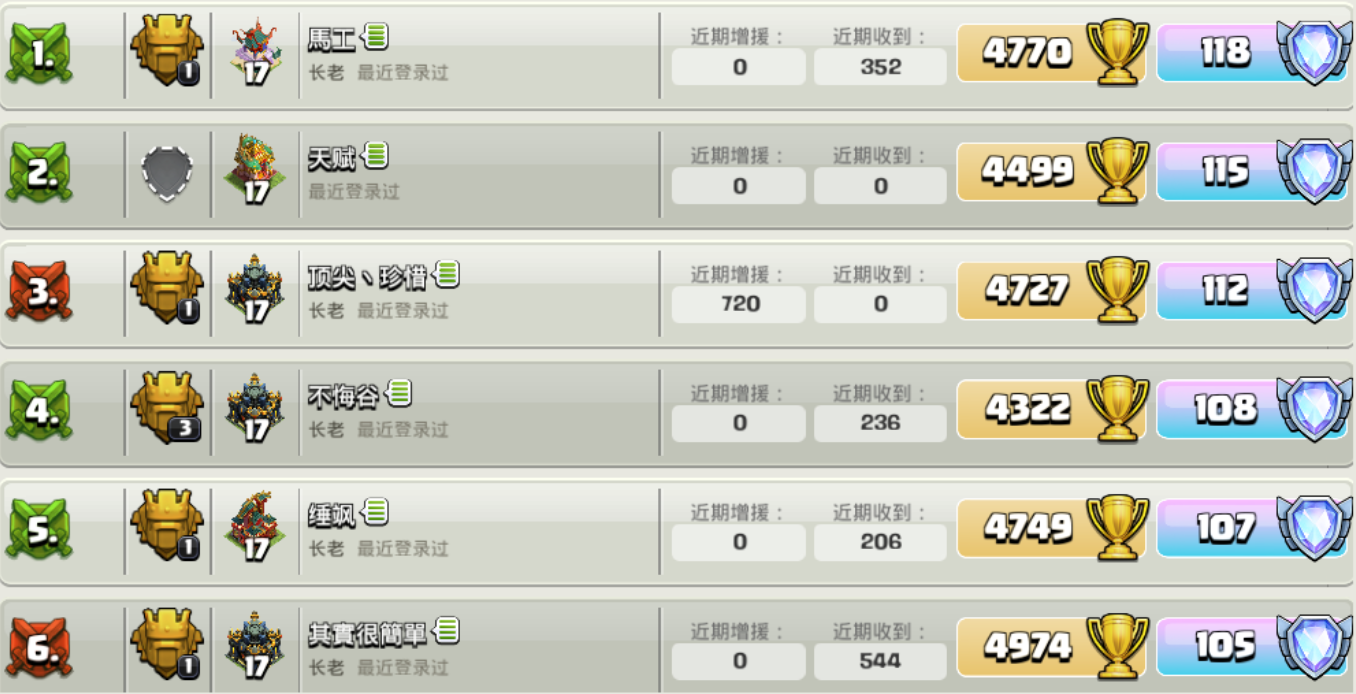 1.
1
17
馬工
长老 最近登录过
近期增援： 近期收到：
0 352
4770
118
2.
17
天赋
最近登录过
近期增援： 近期收到：
0 0
4499
115
3.
1
17
顶尖丶珍惜
长老 最近登录过
近期增援： 近期收到：
720 0
4727
112
4.
3
17
不悔谷
长老 最近登录过
近期增援： 近期收到：
0 236
4322
108
5.
1
17
缍飒
长老 最近登录过
近期增援： 近期收到：
0 206
4749
107
6.
1
17
其實很簡單
长老 最近登录过
近期增援： 近期收到：
0 544
4974
105